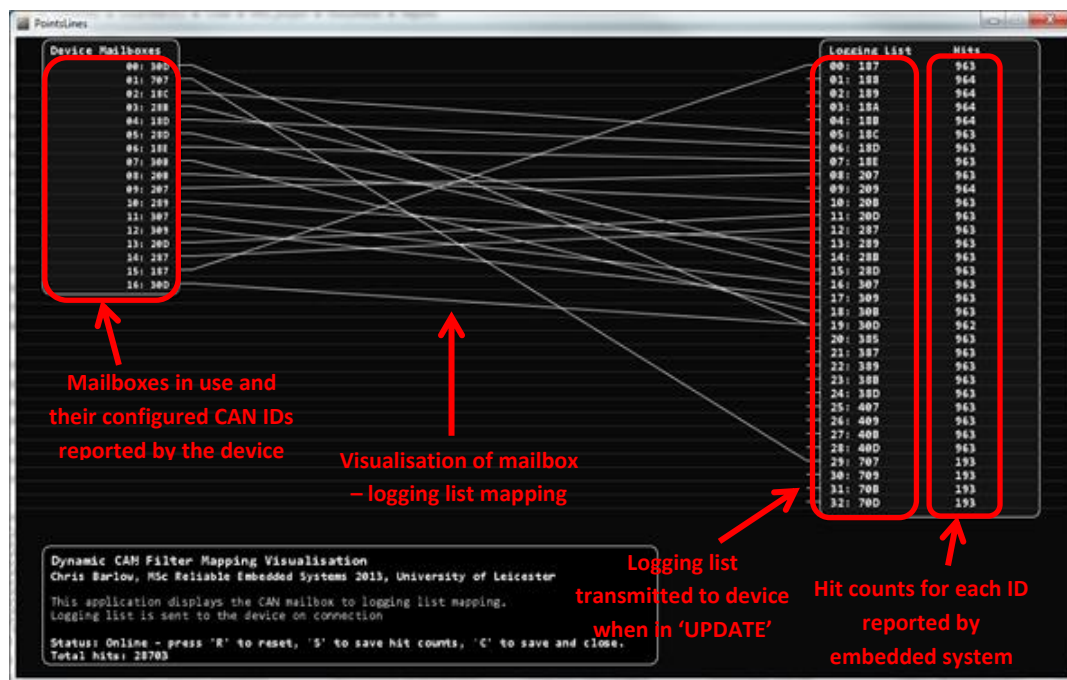 PointsLines
Device Mailboxes
00: 30D
01: 707
02: 18C
03: 28B
04: 18D
05: 28D
06: 18E
07: 30B
08: 20B
09: 207
10: 289
11: 307
12: 309
13: 20D
14: 287
15: 187
16: 30D
Logging List Hits
00: 187 963
01: 188 964
02: 189 964
03: 18A 964
04: 18B 964
05: 18C 963
06: 18D 963
07: 18E 963
08: 207 963
09: 209 964
10: 20B 963
11: 20D 963
12: 287 963
13: 289 963
14: 28B 963
15: 28D 963
16: 307 963
17: 309 963
18: 30B 963
19: 30D 962
20: 385 963
21: 387 963
22: 389 963
23: 38B 963
24: 38D 963
25: 407 963
26: 409 963
27: 40B 963
28: 40D 963
29: 707 193
30: 709 193
31: 70B 193
32: 70D 193
Mailboxes in use and
their configured CAN IDs
reported by the device
Visualisation of mailbox
– logging list mapping
Logging list
transmitted to device
when in ‘UPDATE’
Hit counts for each ID
reported by
embedded system
Dynamic CAN Filter Mapping Visualisation
Chris Barlow, MSc Reliable Embedded Systems 2013, University of Leicester
This application displays the CAN mailbox to logging list mapping.
Logging list is sent to the device on connection
Status: Online - press 'R' to reset, 'S' to save hit counts, 'C' to save and close.
Total hits: 28703